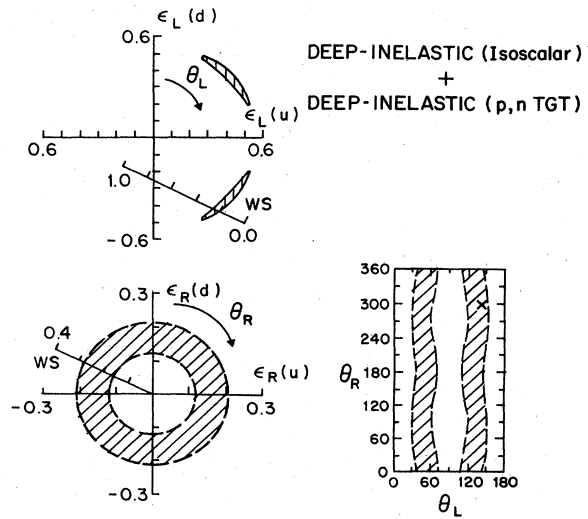 ϵL(d)
0.6
DEEP-INELASTIC (Isoscalar)
+
DEEP-INELASTIC (p,n TGT)
θL
ϵL(u)
0.6
0.6
1.0
WS
0.0
-0.6
0.3
ϵR(d)
θR
0.4
WS
ϵR(u)
-0.3
0.3
-0.3
360
300
240
180
120
60
0
θR
0
60
120
180
θL